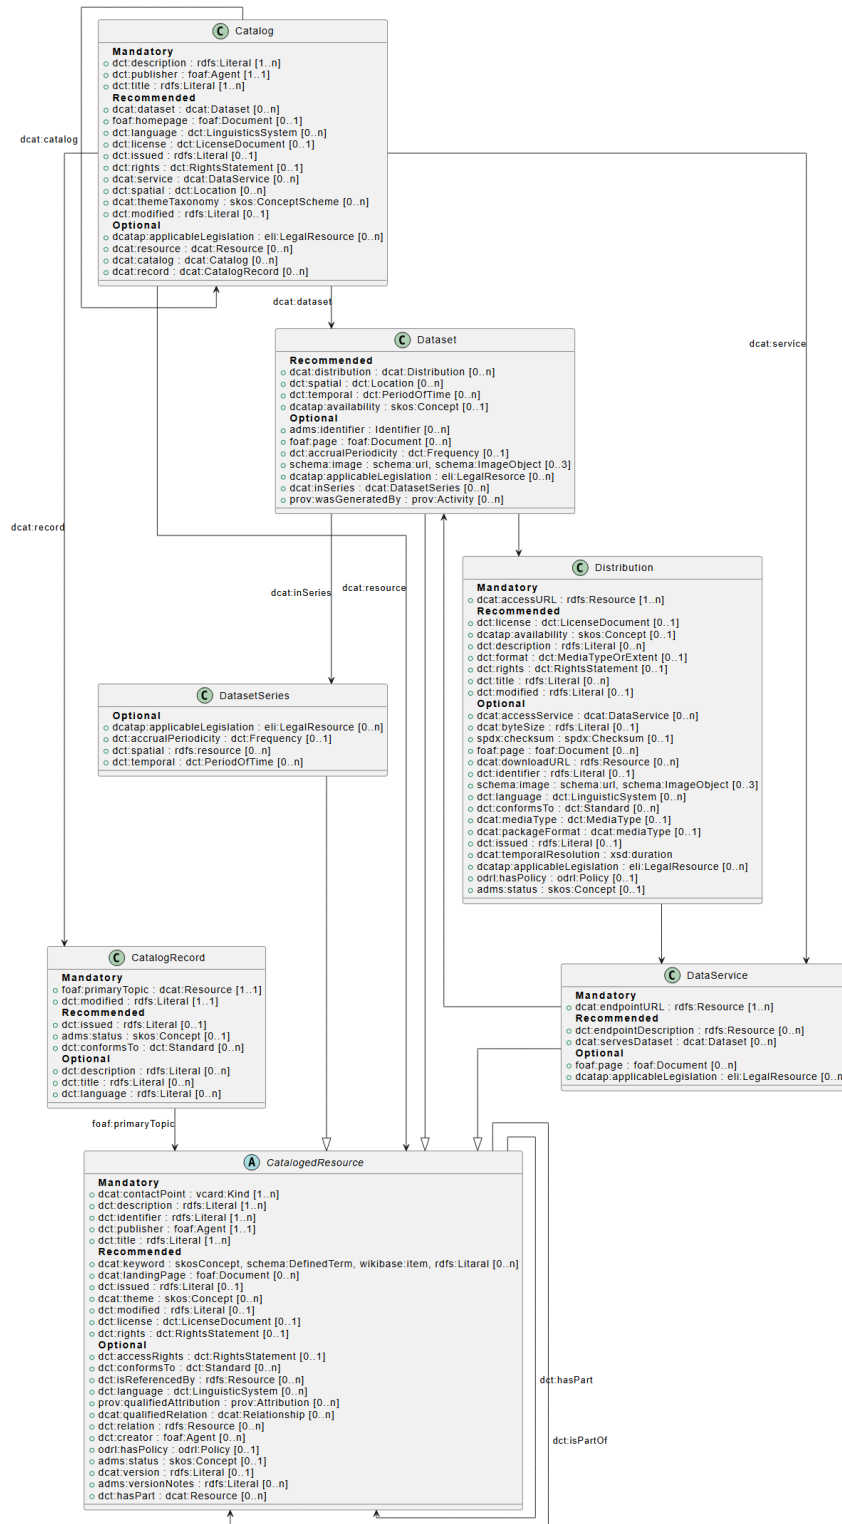 C Catalog
Mandatory
dct:description : rdfs:Literal [1..n]
dct:publisher : foaf:Agent [1..1]
dct:title : rdfs:Literal [1..n]
Recommended
dcat:dataset : dcat:Dataset [0..n]
foaf:homepage : foaf:Document [0..1]
dct:language : dct:LinguisticsSystem [0..n]
dct:license : dct:LicenseDocument [0..1]
dct:issued : rdfs:Literal [0..1]
dct:rights : dct:RightsStatement [0..1]
dcat:service : dcat:DataService [0..n]
dct:spatial : dct:Location [0..n]
dcat:themeTaxonomy : skos:ConceptScheme [0..n]
dct:modified : rdfs:Literal [0..1]
Optional
dcatap:applicableLegislation : eli:LegalResource [0..n]
dcat:resource : dcat:Resource [0..n]
dcat:catalog : dcat:Catalog [0..n]
dcat:record : dcat:CatalogRecord [0..n]
dcat:catalog
dcat:dataset
dcat:service
C Dataset
Recommended
dcat:distribution : dcat:Distribution [0..n]
dct:spatial : dct:Location [0..n]
dct:temporal : dct:PeriodOfTime [0..n]
dcatap:availability : skos:Concept [0..1]
Optional
adms:identifier : Identifier [0..n]
foaf:page : foaf:Document [0..n]
dct:accrualPeriodicity : dct:Frequency [0..1]
schema:image : schema:url, schema:ImageObject [0..3]
dcatap:applicableLegislation : eli:LegalResorce [0..n]
dcat:inSeries : dcat:DatasetSeries [0..n]
prov:wasGeneratedBy : prov:Activity [0..n]
dcat:record
dcat:inSeries
dcat:resource
C Distribution
Mandatory
dcat:accessURL : rdfs:Resource [1..n]
Recommended
dct:license : dct:LicenseDocument [0..1]
dcatap:availability : skos:Concept [0..1]
dct:description : rdfs:Literal [0..n]
dct:format : dct:MediaTypeOrExtent [0..1]
dct:rights : dct:RightsStatement [0..1]
dct:title : rdfs:Literal [0..n]
dct:modified : rdfs:Literal [0..1]
Optional
dcat:accessService : dcat:DataService [0..n]
dcat:byteSize : rdfs:Literal [0..1]
spdx:checksum : spdx:Checksum [0..1]
foaf:page : foaf:Document [0..n]
dcat:downloadURL : rdfs:Resource [0..n]
dct:identifier : rdfs:Literal [0..1]
schema:image : schema:url, schema:ImageObject [0..3]
dct:language : dct:LinguisticSystem [0..n]
dct:conformsTo : dct:Standard [0..n]
dcat:mediaType : dct:MediaType [0..1]
dcat:packageFormat : dcat:mediaType [0..1]
dct:issued : rdfs:Literal [0..1]
dcat:temporalResolution : xsd:duration
dcatap:applicableLegislation : eli:LegalResource [0..n]
odrl:hasPolicy : odrl:Policy [0..1]
adms:status : skos:Concept [0..1]
C DatasetSeries
Optional
dcatap:applicableLegislation : eli:LegalResource [0..n]
dct:accrualPeriodicity : dct:Frequency [0..1]
dct:spatial : rdfs:resource [0..n]
dct:temporal : dct:PeriodOfTime [0..n]
C CatalogRecord
Mandatory
foaf:primaryTopic : dcat:Resource [1..1]
dct:modified : rdfs:Literal [1..1]
Recommended
dct:issued : rdfs:Literal [0..1]
adms:status : skos:Concept [0..1]
dct:conformsTo : dct:Standard [0..n]
Optional
dct:description : rdfs:Literal [0..n]
dct:title : rdfs:Literal [0..n]
dct:language : rdfs:Literal [0..n]
C DataService
Mandatory
dcat:endpointURL : rdfs:Resource [1..n]
Recommended
dct:endpointDescription : rdfs:Resource [0..n]
dcat:servesDataset : dcat:Dataset [0..n]
Optional
foaf:page : foaf:Document [0..n]
dcatap:applicableLegislation : eli:LegalResource [0..n
foaf:primaryTopic
A CatalogedResource
Mandatory
dcat:contactPoint : vcard:Kind [1..n]
dct:description : rdfs:Literal [1..n]
dct:identifier : rdfs:Literal [1..n]
dct:publisher : foaf:Agent [1..1]
dct:title : rdfs:Literal [1..n]
Recommended
dcat:keyword : skosConcept, schema:DefinedTerm, wikibase:item, rdfs:Litaral [0..n]
dcat:landingPage : foaf:Document [0..n]
dct:issued : rdfs:Literal [0..1]
dcat:theme : skos:Concept [0..n]
dct:modified : rdfs:Literal [0..1]
dct:license : dct:LicenseDocument [0..1]
dct:rights : dct:RightsStatement [0..1]
Optional
dct:accessRights : dct:RightsStatement [0..1]
dct:conformsTo : dct:Standard [0..n]
dct:isReferencedBy : rdfs:Resource [0..n]
dct:language : dct:LinguisticSystem [0..n]
prov:qualifiedAttribution : prov:Attribution [0..n]
dcat:qualifiedRelation : dcat:Relationship [0..n]
dct:relation : rdfs:Resource [0..n]
dct:creator : foaf:Agent [0..n]
odrl:hasPolicy : odrl:Policy [0..1]
adms:status : skos:Concept [0..1]
dcat:version : rdfs:Literal [0..1]
adms:versionNotes : rdfs:Literal [0..n]
dct:hasPart : dcat:Resource [0..n]
dct:hasPart
dct:isPartOf